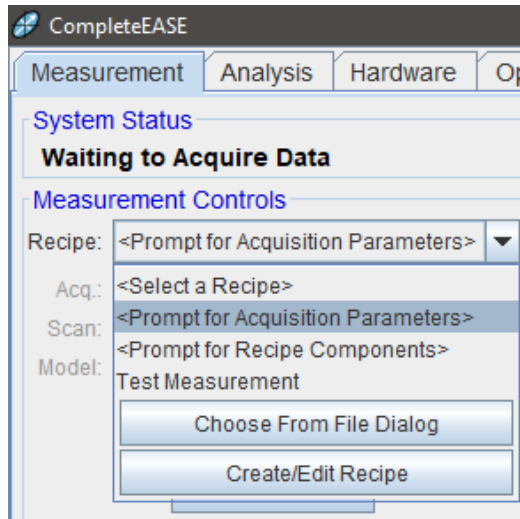 CompleteEASE
Measurement Analysis Hardware Op
System Status
Waiting to Acquire Data
Measurement Controls
Recipe: <Prompt for Acquisition Parameters>
Acq.: <Select a Recipe>
Scan: <Prompt for Acquisition Parameters>
<Prompt for Recipe Components>
Model: Test Measurement
Choose From File Dialog
Create/Edit Recipe